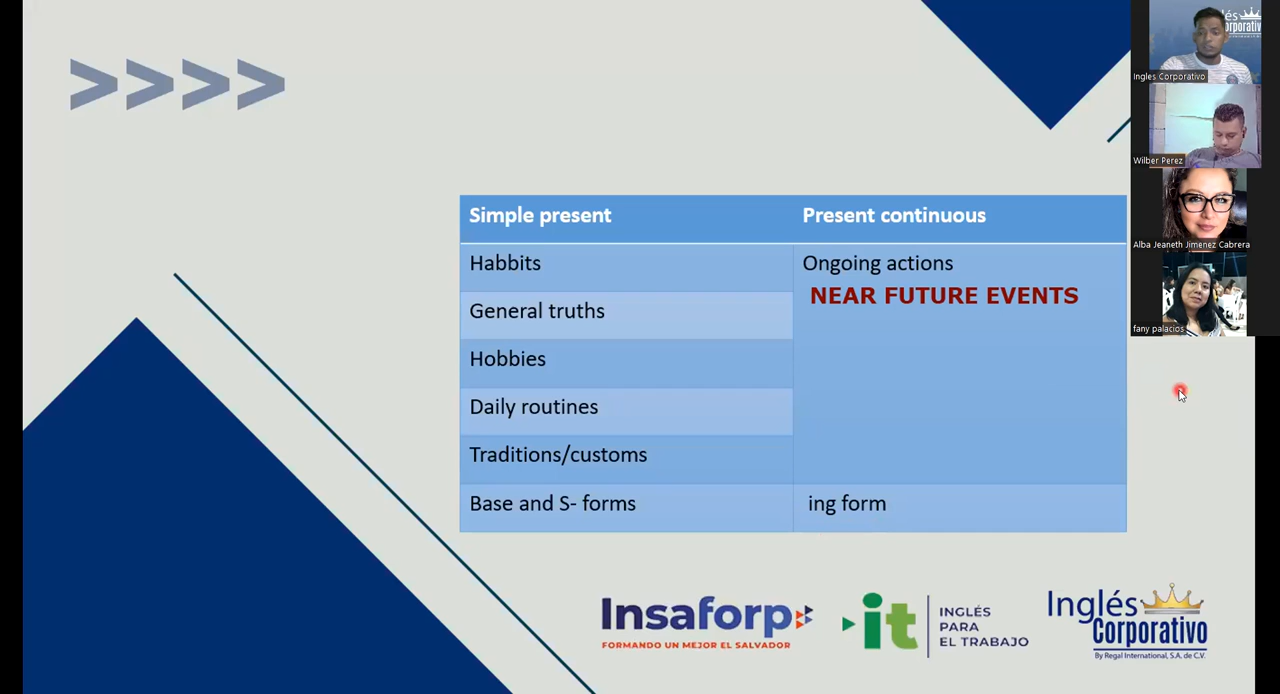 >>>>
Simple present
Present continuous
Habbits
Ongoing actions
NEAR FUTURE EVENTS
General truths
Hobbies
Daily routines
Traditions/customs
Base and S- forms
ing form
Insaforp
FORMANDO UN MEJOR EL SALVADOR
it
INGLÉS
PARA
EL TRABAJO
Inglés
Corporativo
By Regal International, S.A. de C.V.
Ingles Corporativo
Wilber Perez
Alba Jeaneth Jimenez Cabrera
fany palacios